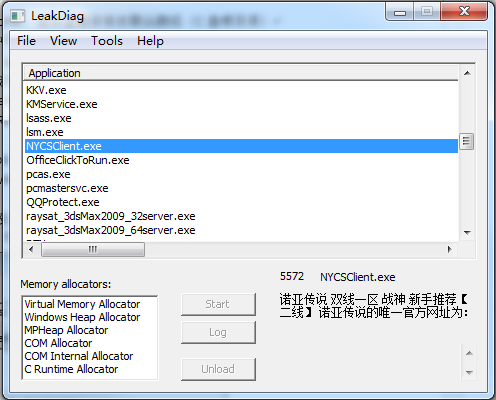 LeakDiag
File View Tools Help
Application
KKV.exe
KMService.exe
lsass.exe
lsm.exe
NYCSClient.exe
OfficeClickToRun.exe
pcas.exe
pcmastersvc.exe
QQProtect.exe
raysat_3dsMax2009_32server.exe
raysat_3dsMax2009_64server.exe
Memory allocators:
Virtual Memory Allocator
Windows Heap Allocator
MPHeap Allocator
COM Allocator
COM Internal Allocator
C Runtime Allocator
Start
Log
Unload
5572 NYCSClient.exe
诺亚传说 双线一区 战神 新手推荐【
二线】诺亚传说的唯一官方网址为: